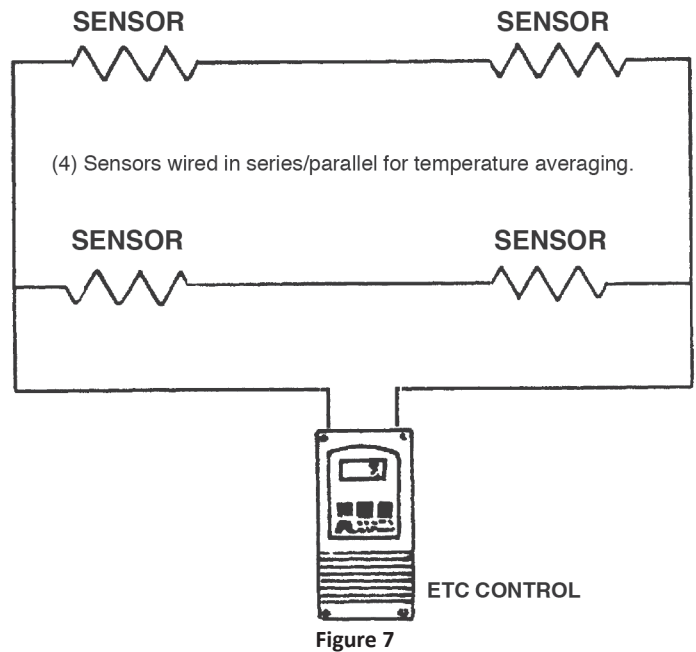 SENSOR SENSOR
(4) Sensors wired in series/parallel for temperature averaging.
SENSOR SENSOR
ETC CONTROL
Figure 7